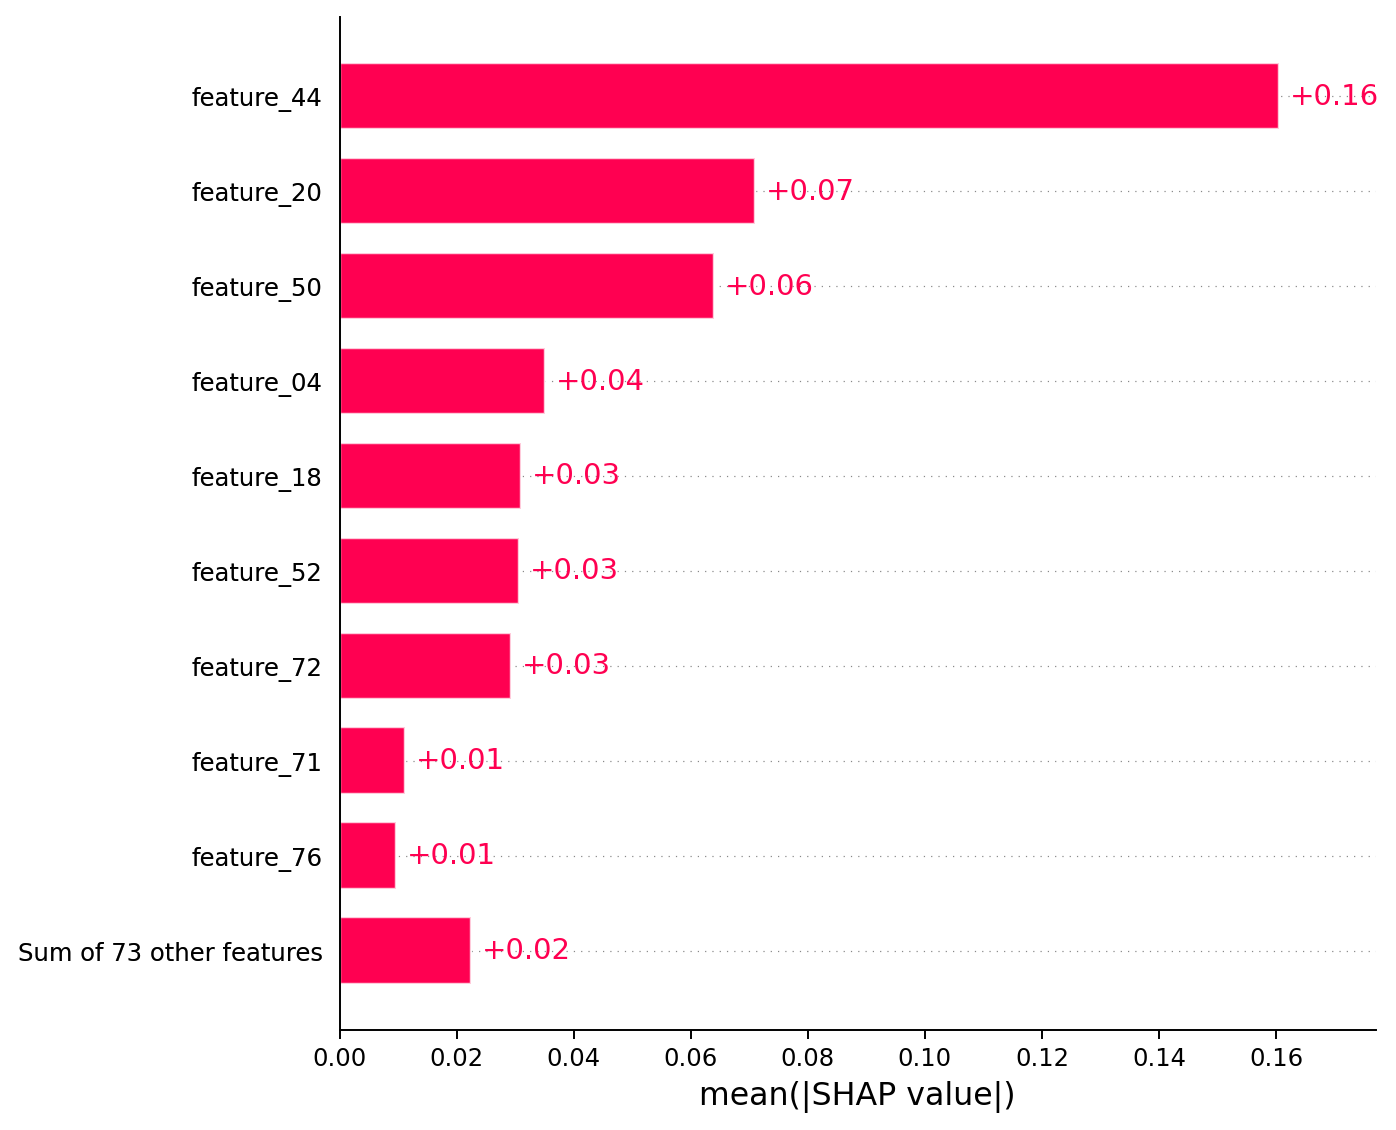 feature_44 +0.16
feature_20 +0.07
feature_50 +0.06
feature_04 +0.04
feature_18 +0.03
feature_52 +0.03
feature_72 +0.03
feature_71 +0.01
feature_76 +0.01
Sum of 73 other features +0.02
0.00 0.02 0.04 0.06 0.08 0.10 0.12 0.14 0.16
mean(|SHAP value|)